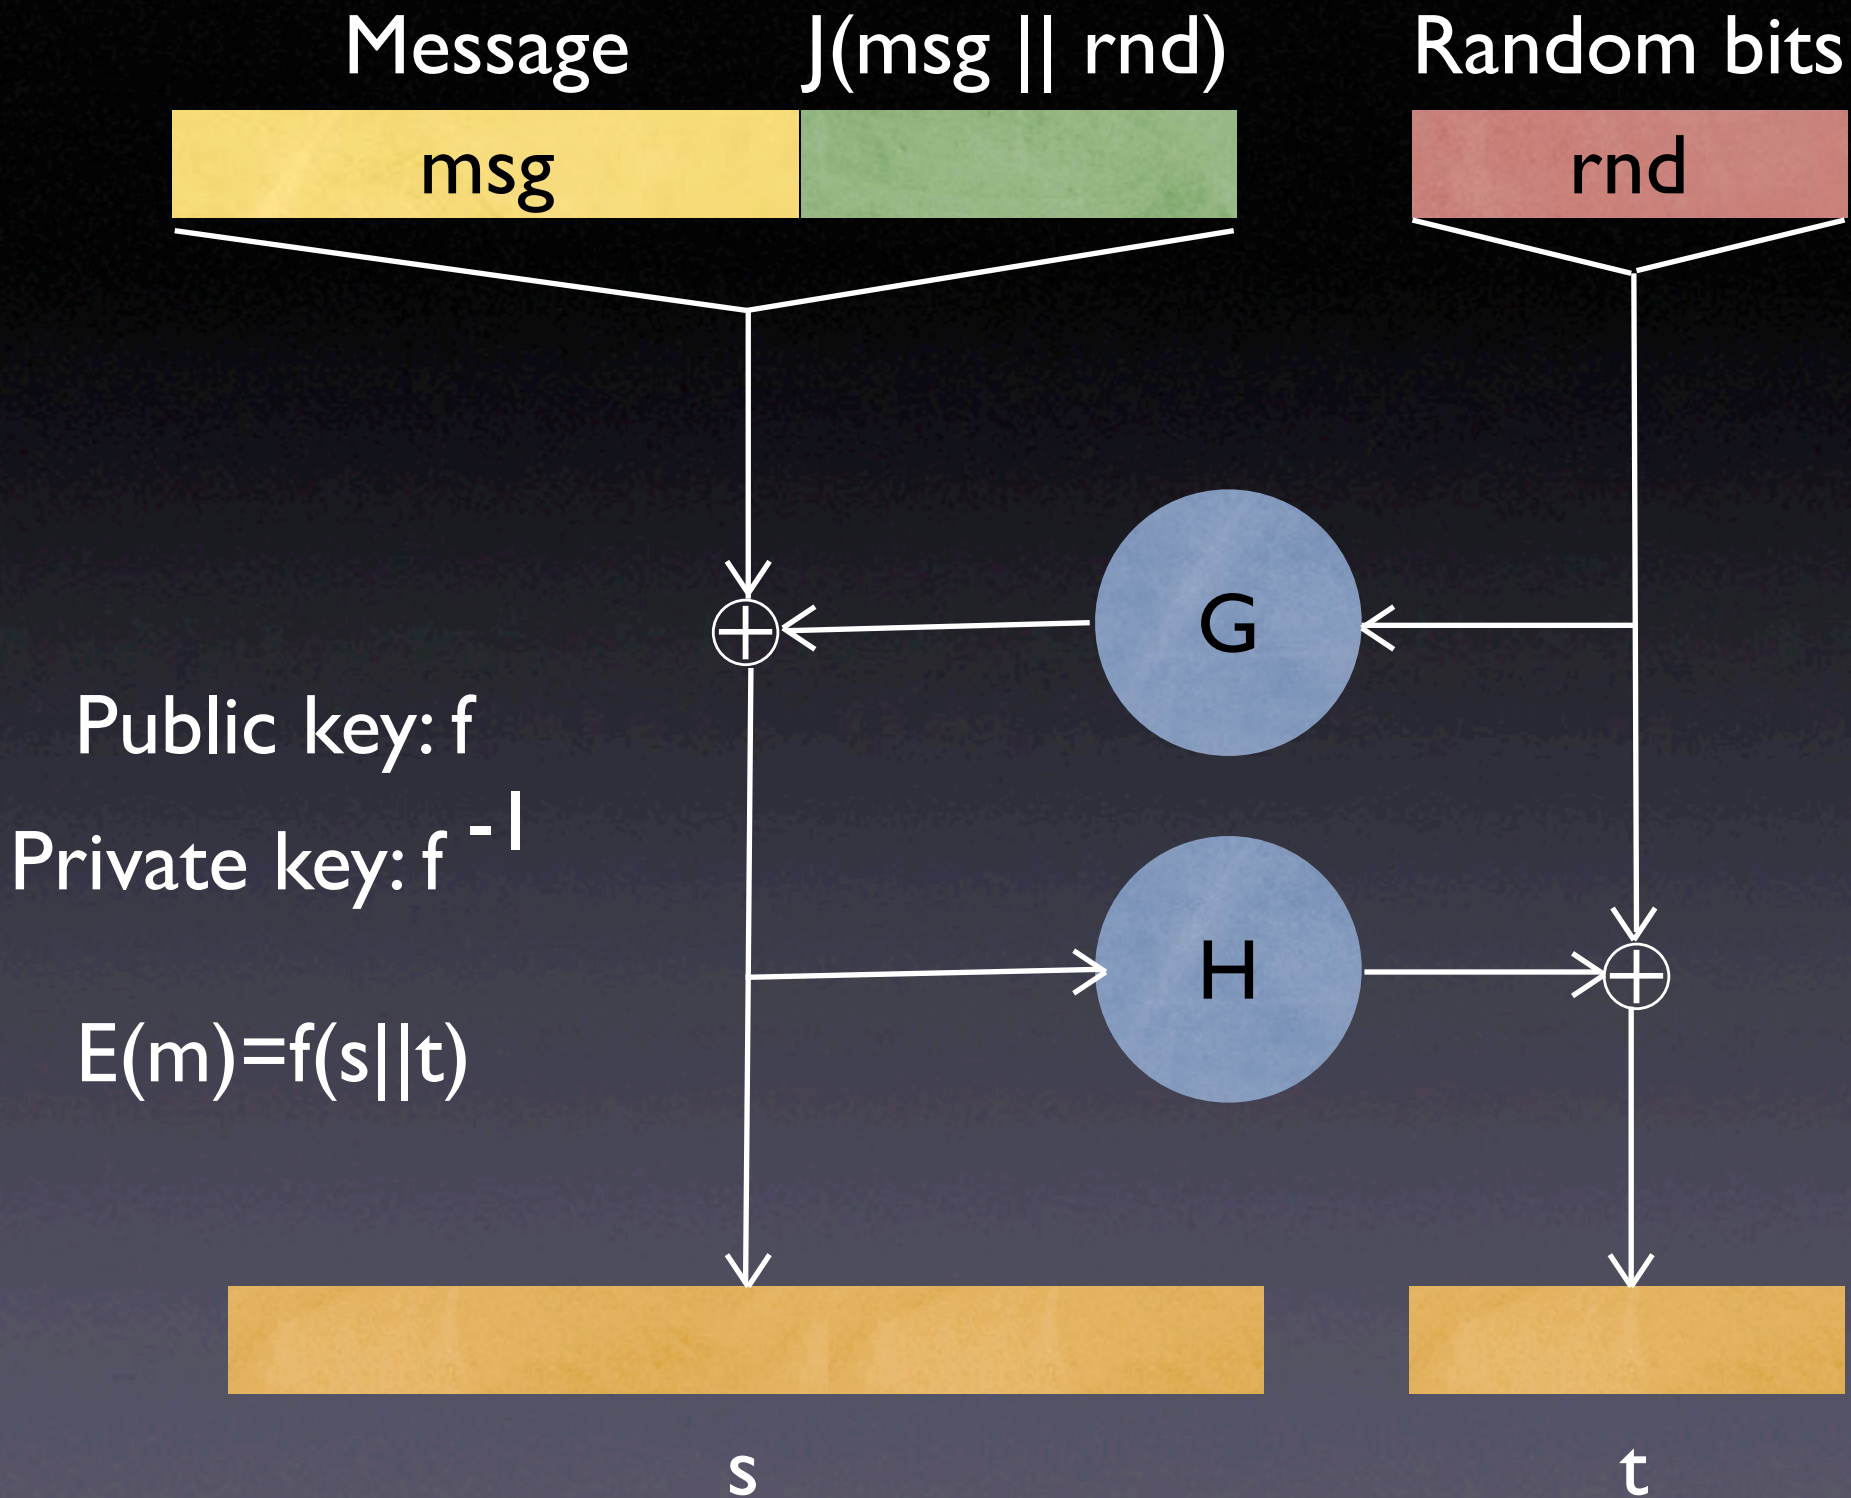 Message
J(msg || rnd)
Random bits
msg
rnd
G
Public key: f
Private key: f -1
H
E(m)=f(s||t)
s
t